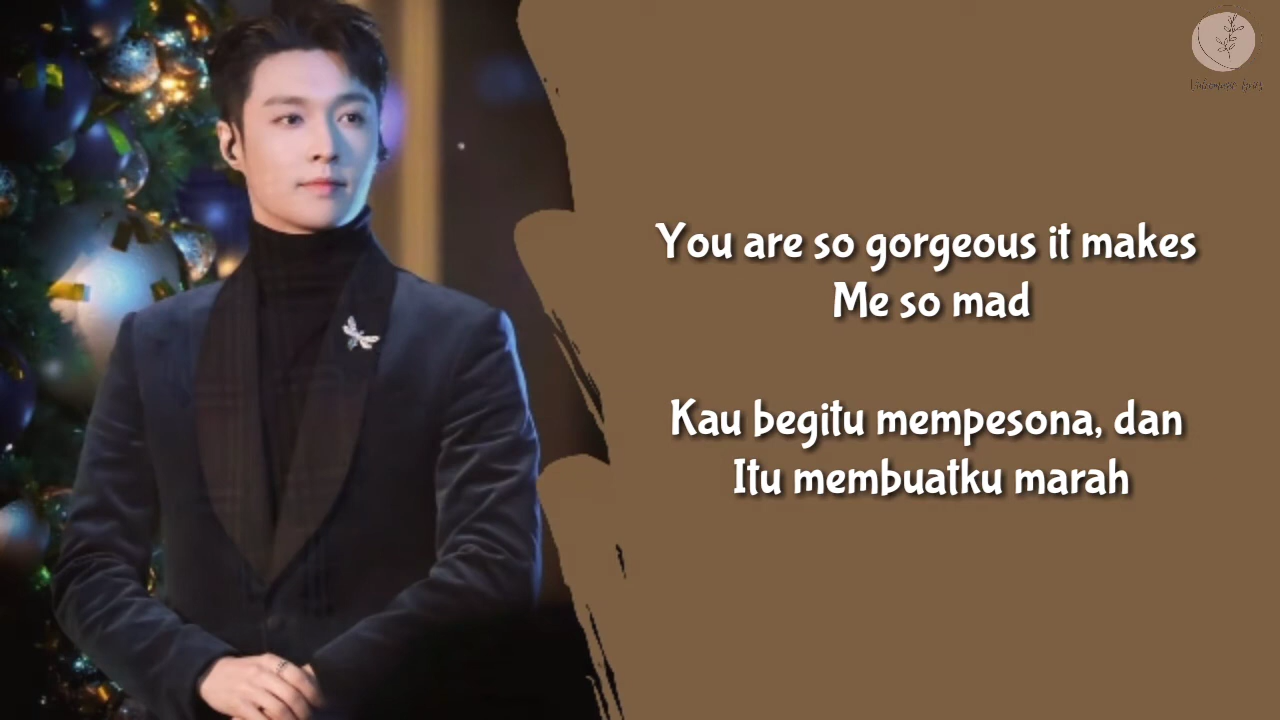 You are so gorgeous it makes
Me so mad
Kau begitu mempesona, dan
Itu membuatku marah